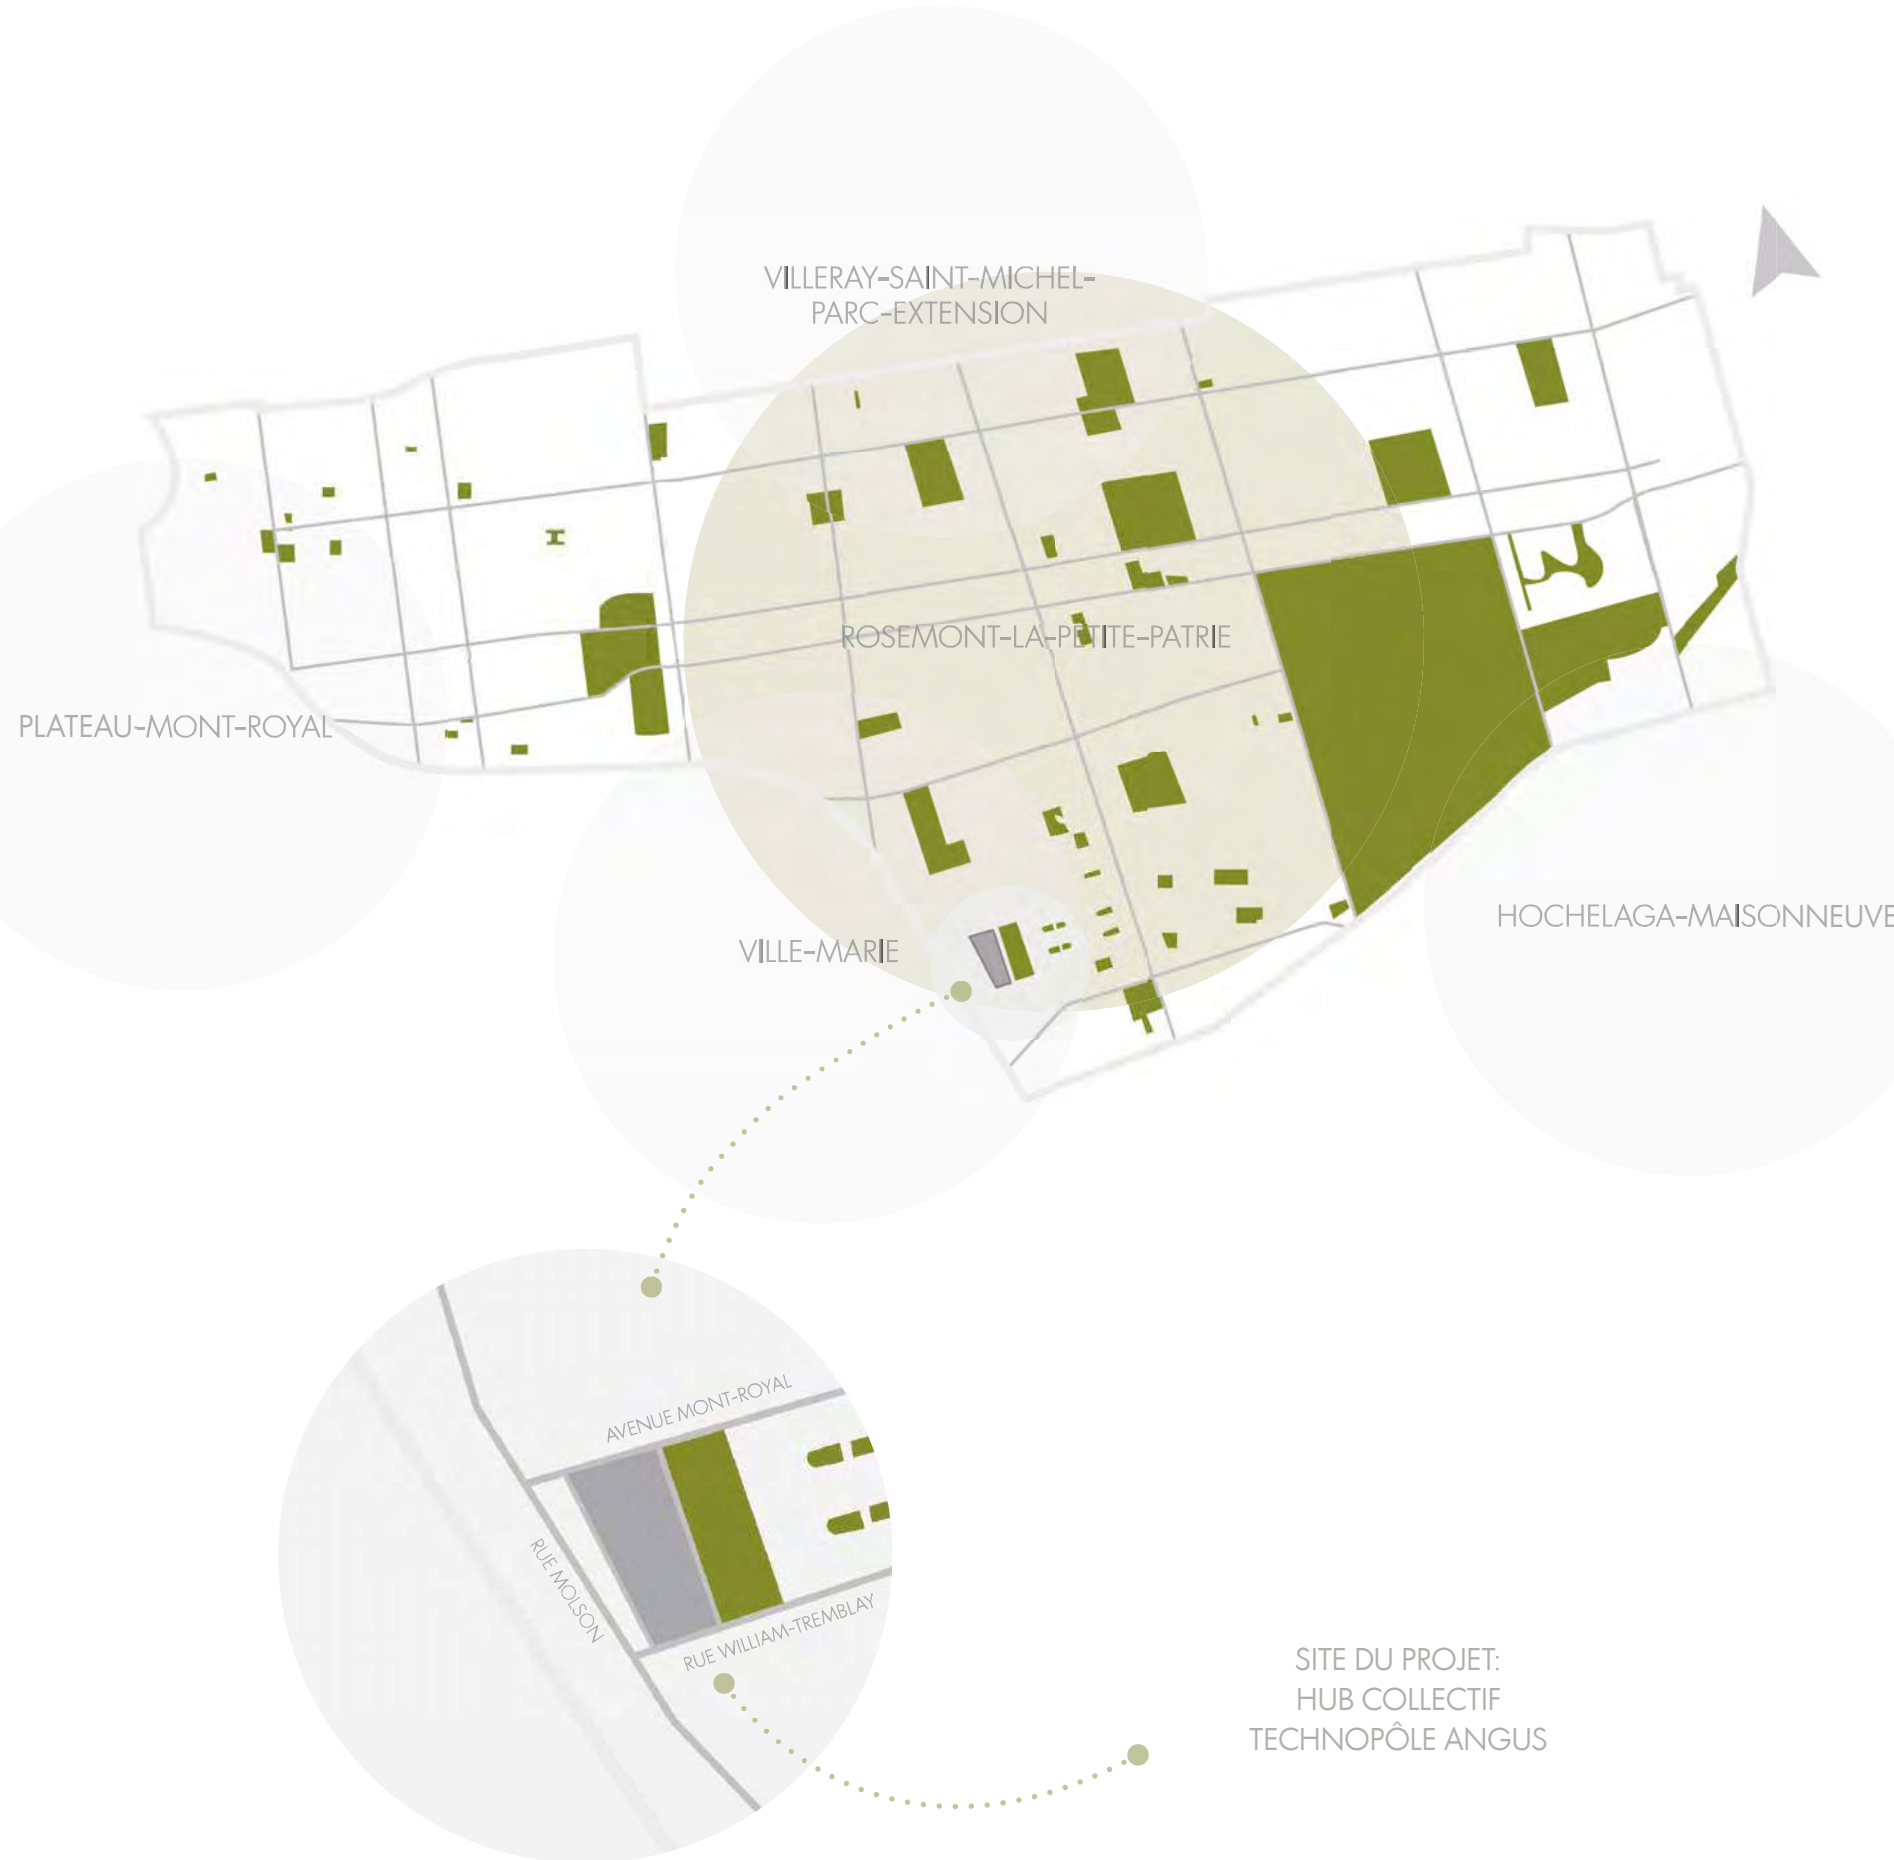 VILLERAY-SAINT-MICHEL-
PARC-EXTENSION
ROSEMONT-LA-PETITE-PATRIE
PLATEAU-MONT-ROYAL
HOCHELAGA-MAISONNEUVE
VILLE-MARIE
AVENUE MONT-ROYAL
RUE MOLSON
RUE WILLIAM-TREMBLAY
SITE DU PROJET:
HUB COLLECTIF
TECHNOPÔLE ANGUS